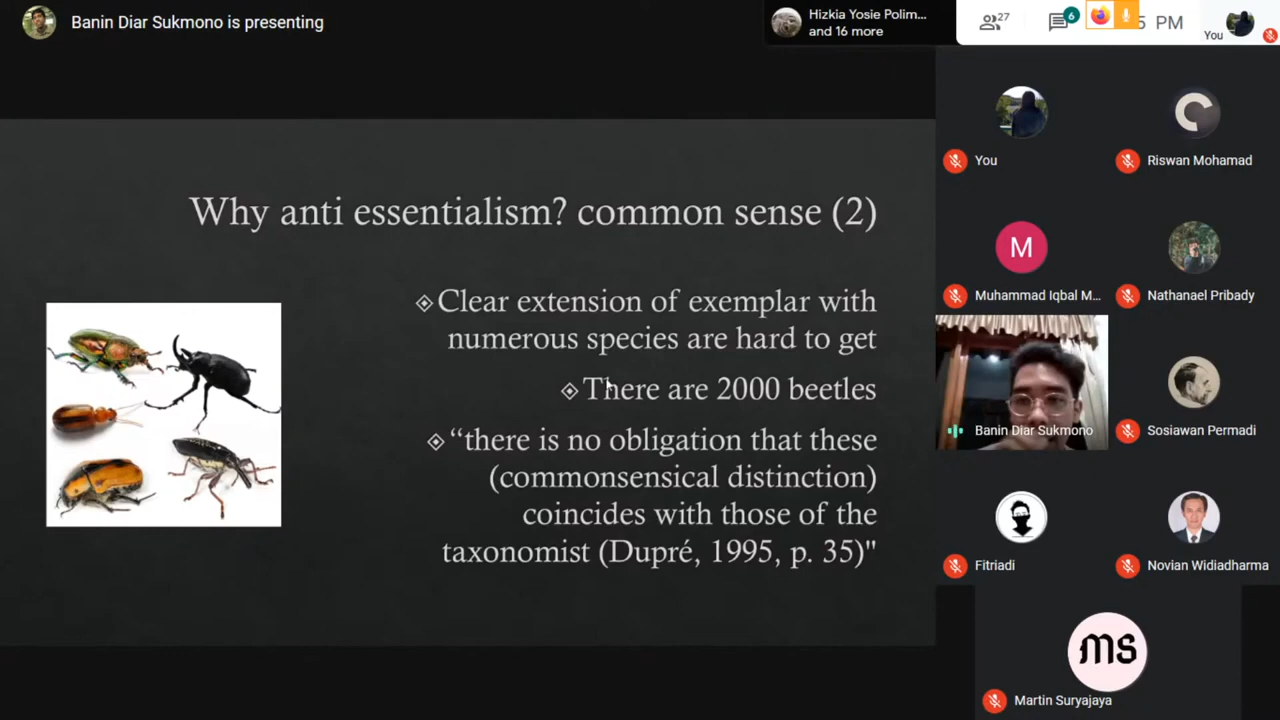 Banin Diar Sukmono is presenting
Hizkia Yosie Polim...
and 16 more
27
6
5 PM
You
Why anti essentialism? common sense (2)
Clear extension of exemplar with
numerous species are hard to get
There are 2000 beetles
“there is no obligation that these
(commonsensical distinction)
coincides with those of the
taxonomist (Dupré, 1995, p. 35)"
You
Riswan Mohamad
M
Muhammad Iqbal M...
Nathanael Pribady
Banin Diar Sukmono
Sosiawan Permadi
Fitriadi
Novian Widiadharma
ms
Martin Suryajaya